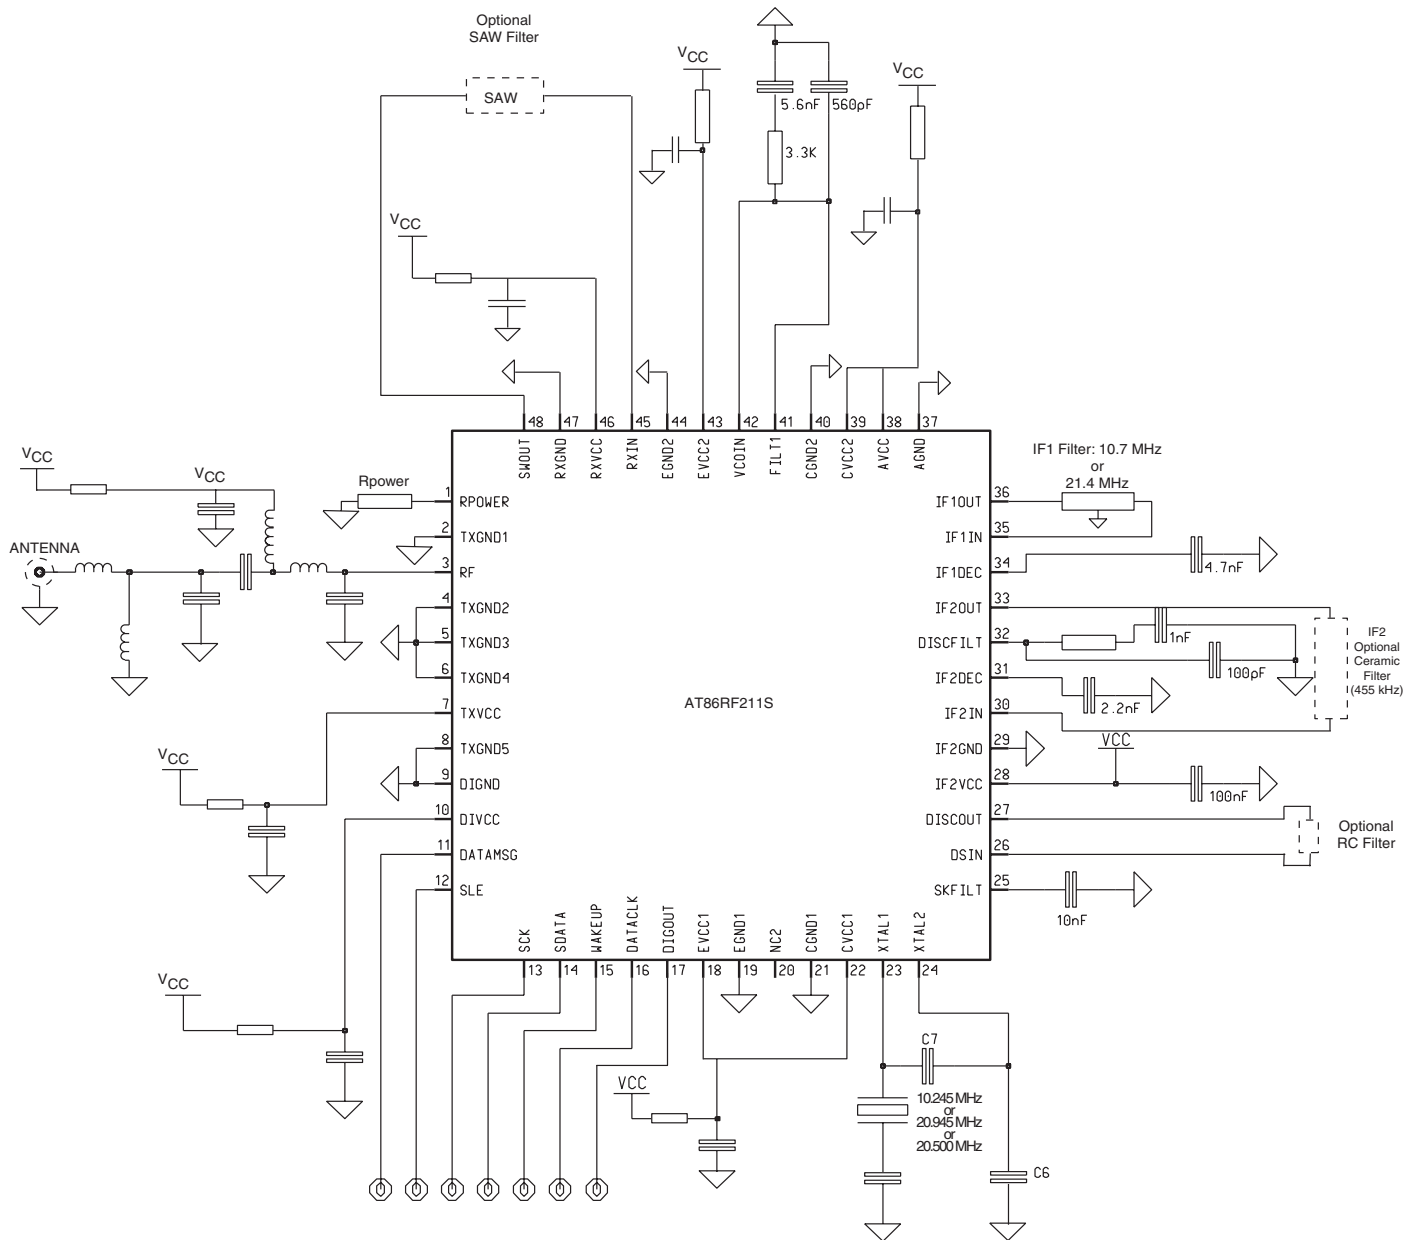 Optional
SAW Filter
SAW
VCC
5.6nF
560pF
3.3K
VCC
VCC
48
47
46
45
44
43
42
41
40
39
38
37
SWOUT
RXGND
RXVCC
RXIN
EGND2
EVCC2
VCOIN
FILT1
CGND2
CVCC2
AVCC
AGND
VCC
VCC
ANTENNA
Rpower
1
RPOWER
2
TXGND1
3
RF
4
TXGND2
5
TXGND3
6
TXGND4
7
TXVCC
8
TXGND5
9
DIGND
10
DIVCC
11
DATAMSG
12
SLE
VCC
VCC
AT86RF211S
IF1 Filter: 10.7 MHz
or
21.4 MHz
IF1OUT
36
IF1IN
35
IF1DEC
34
4.7nF
IF2OUT
33
DISCFILT
32
1nF
100pF
IF2
Optional
Ceramic
Filter
(455 kHz)
IF2DEC
31
2.2nF
IF2IN
30
IF2GND
29
VCC
IF2VCC
28
100nF
DISCOUT
27
DSIN
26
Optional
RC Filter
SKFILT
25
10nF
SCK
SDATA
WAKEUP
DATACLK
DIGOUT
EVCC1
EGND1
NC2
CGND1
CVCC1
XTAL1
XTAL2
13
14
15
16
17
18
19
20
21
22
23
24
VCC
C7
10.245 MHz
or
20.945 MHz
or
20.500 MHz
C6